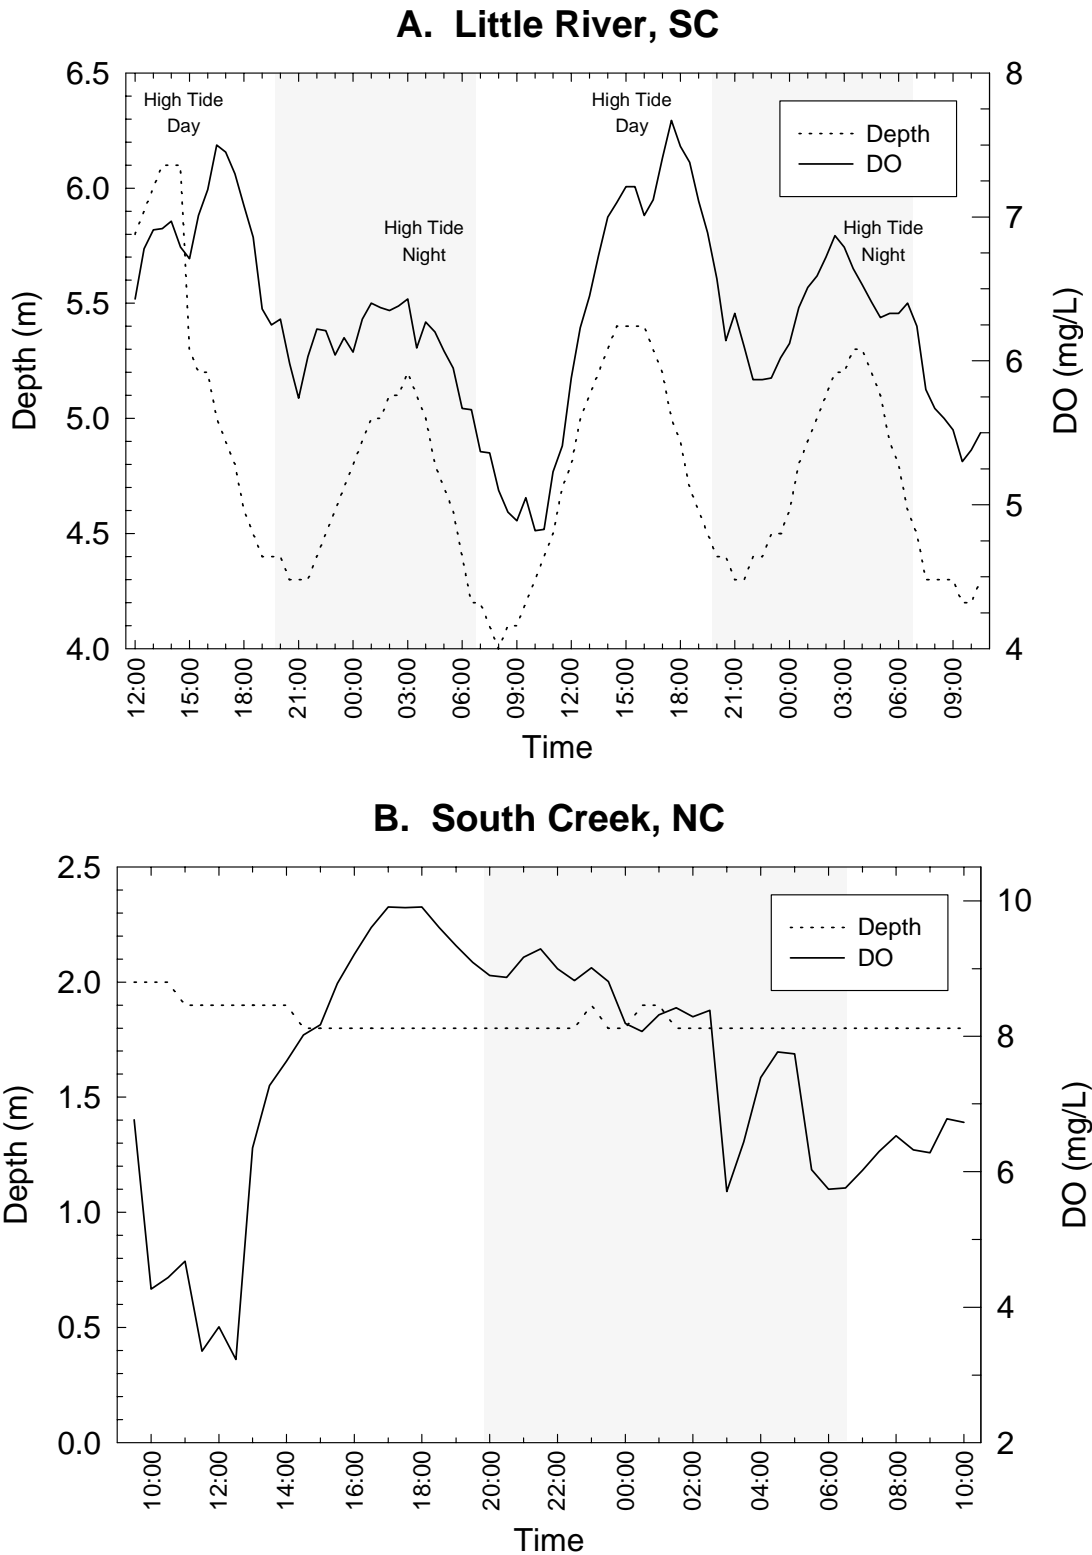 A. Little River, SC
6.5
6.0
5.5
5.0
4.5
4.0
Depth (m)
High Tide
Day
High Tide
Night
High Tide
Day
High Tide
Night
Depth
DO
8
7
6
5
4
DO (mg/L)
12:00 15:00 18:00 21:00 00:00 03:00 06:00 09:00 12:00 15:00 18:00 21:00 00:00 03:00 09:00
Time
B. South Creek, NC
2.5
2.0
1.5
1.0
0.5
0.0
Depth (m)
Depth
DO
10
8
6
4
2
DO (mg/L)
10:00 12:00 14:00 16:00 18:00 20:00 22:00 00:00 02:00 04:00 06:00 08:00 10:00
Time